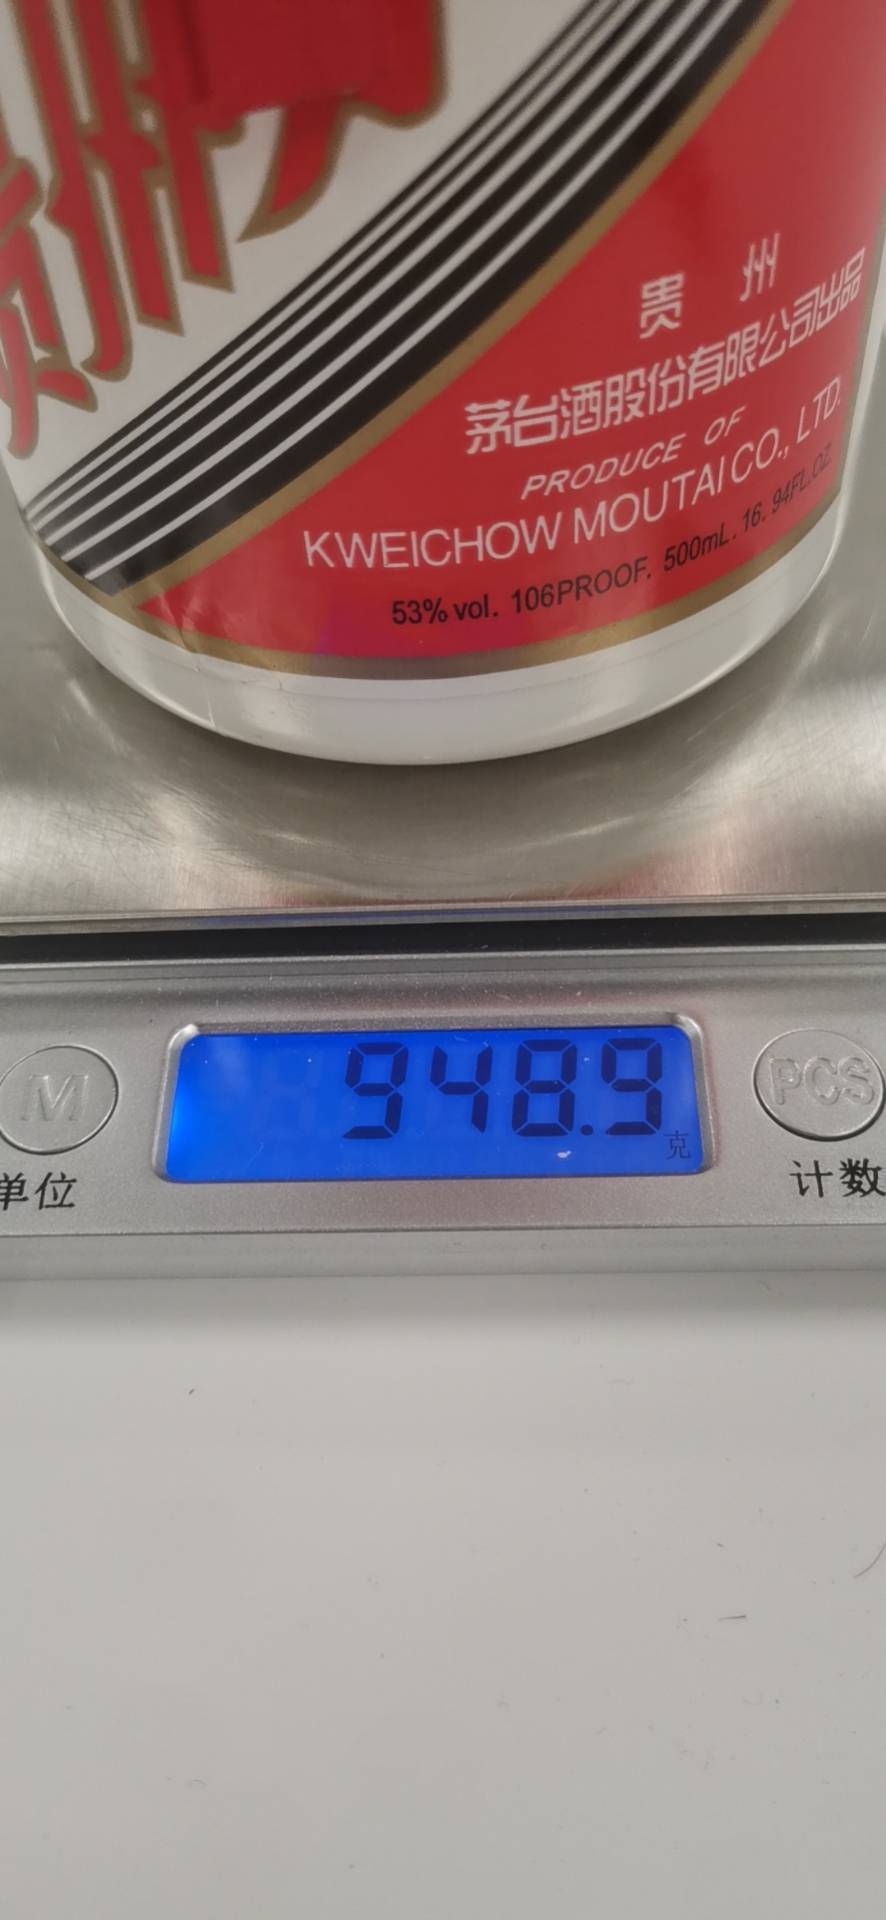 贵 州
茅台酒股份有限公司出品
PRODUCE OF
KWEICHOW MOUTAI CO., LTD.
53% vol. 106PROOF. 500mL. 16. 94FL.OZ
948.9
克
M
PCS
单位
计数